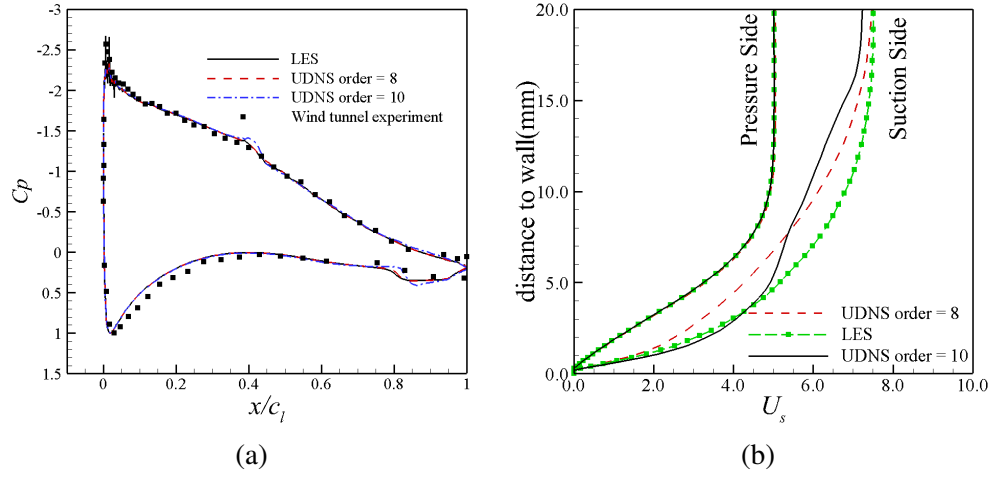 -3
-2.5
-2
-1.5
-1
-0.5
0
0.5
1
1.5
Cp
LES
UDNS order = 8
UDNS order = 10
Wind tunnel experiment
0 0.2 0.4 0.6 0.8 1
x/c_l
(a)
20.0
15.0
10.0
5.0
0.0
distance to wall(mm)
Pressure Side
Suction Side
UDNS order = 8
LES
UDNS order = 10
0.0 2.0 4.0 6.0 8.0 10.0
U_s
(b)